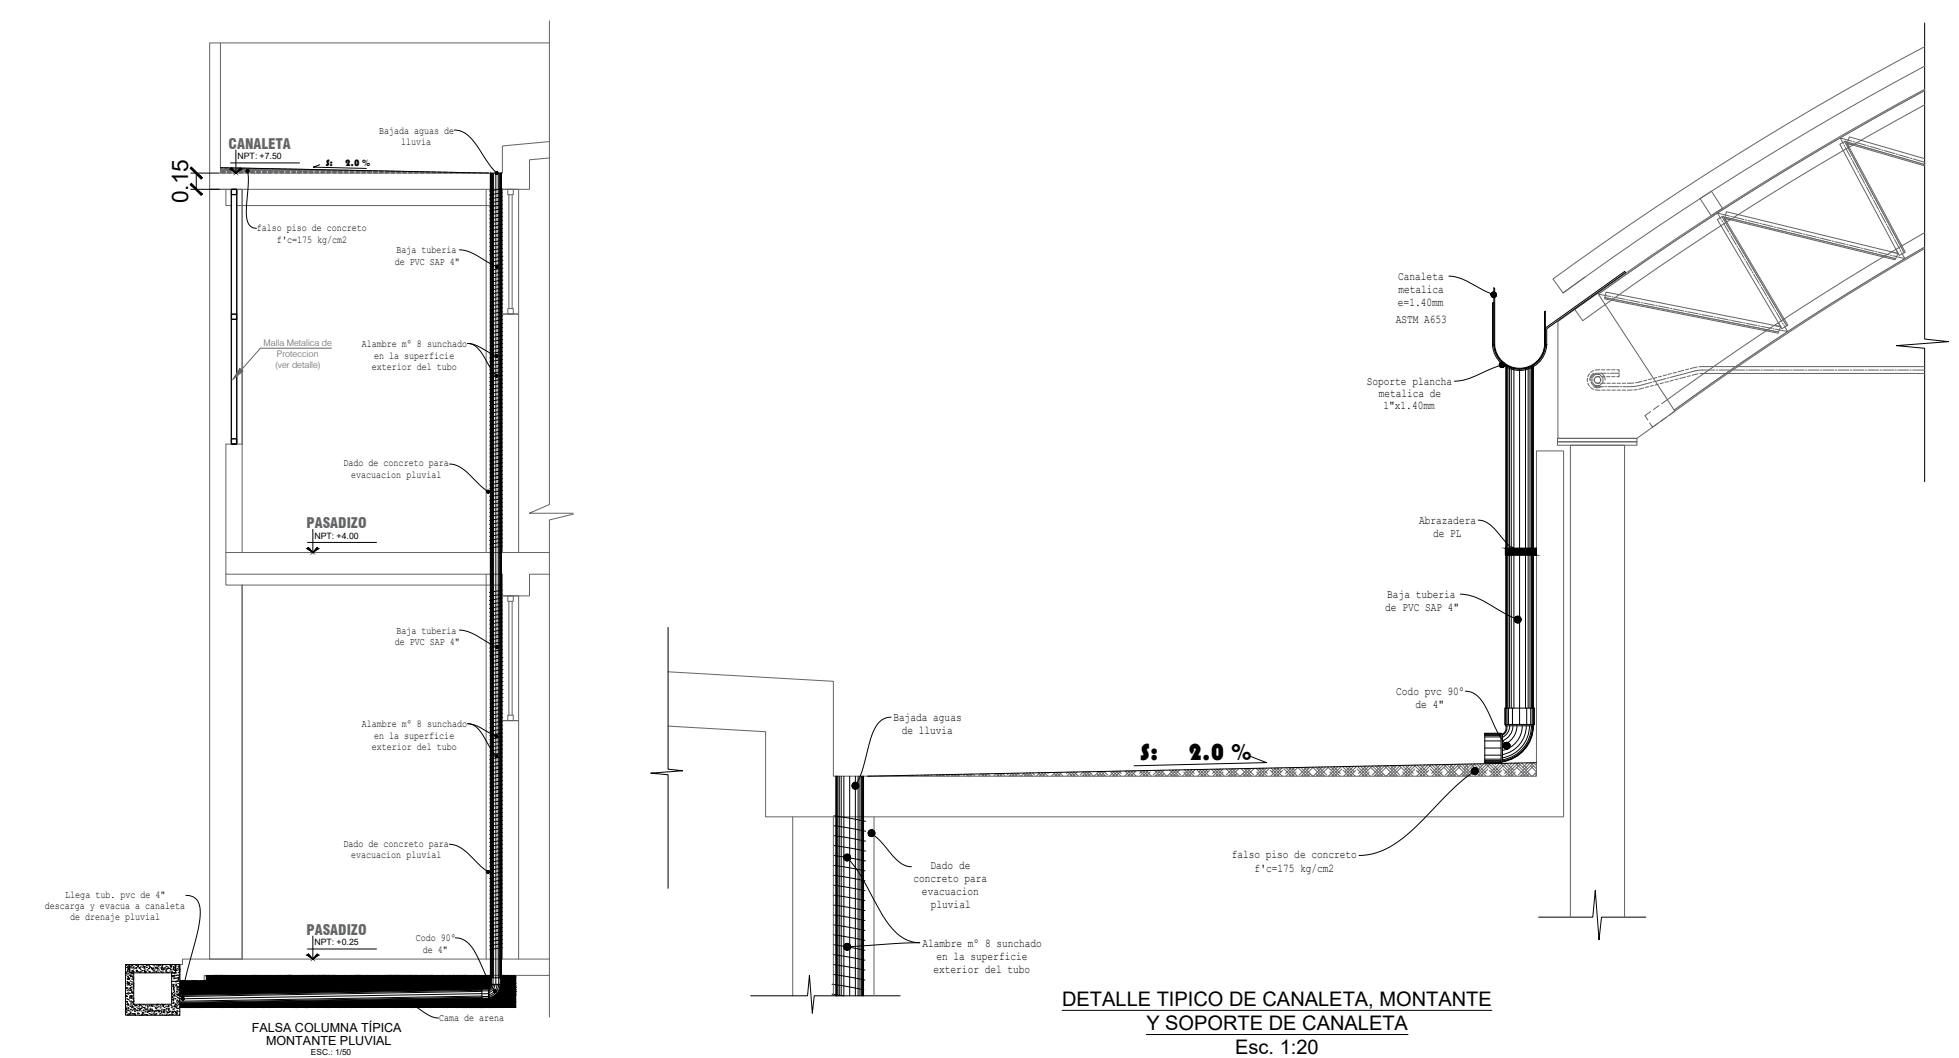 Bajada aguas de
lluvia
CANALETA
NPT: +7.50
S: 2.0 %
0.15
falso piso de concreto
f'c=175 kg/cm2
Baja tuberia
de PVC SAP 4"
Malla Metalica de
Proteccion
(ver detalle)
Alambre m° 8 sunchado
en la superficie
exterior del tubo
Dado de concreto para
evacuacion pluvial
PASADIZO
NPT: +4.00
Baja tuberia
de PVC SAP 4"
Alambre m° 8 sunchado
en la superficie
exterior del tubo
Dado de concreto para
evacuacion pluvial
Llega tub. pvc de 4"
descarga y evacua a canaleta
de drenaje pluvial
PASADIZO
NPT: +0.25
Codo 90°
de 4"
Cama de arena
FALSA COLUMNA TÍPICA
MONTANTE PLUVIAL
ESC.: 1/50
Canaleta
metalica
e=1.40mm
ASTM A653
Soporte plancha
metalica de
1"x1.40mm
Abrazadera
de PL
Baja tuberia
de PVC SAP 4"
Codo pvc 90°
de 4"
Bajada aguas
de lluvia
S: 2.0 %
falso piso de concreto
f'c=175 kg/cm2
Dado de
concreto para
evacuacion
pluvial
Alambre m° 8 sunchado
en la superficie
exterior del tubo
DETALLE TIPICO DE CANALETA, MONTANTE
Y SOPORTE DE CANALETA
Esc. 1:20